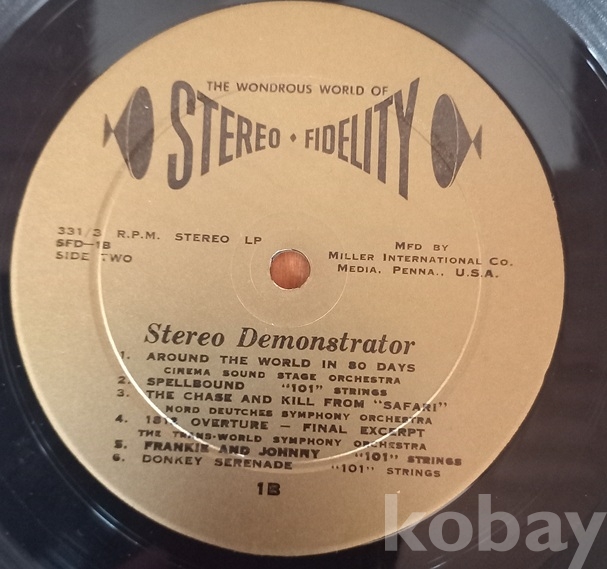 THE WONDROUS WORLD OF
STEREO • FIDELITY
33 1/3 R.P.M. STEREO LP
SFD-1B
SIDE TWO
MFD BY
MILLER INTERNATIONAL CO.
MEDIA, PENNA., U.S.A.
Stereo Demonstrator
1. AROUND THE WORLD IN 80 DAYS
CINEMA SOUND STAGE ORCHESTRA
2. SPELLBOUND "101" STRINGS
3. THE CHASE AND KILL FROM "SAFARI"
NORD DEUTCHES SYMPHONY ORCHESTRA
4. 1812 OVERTURE – FINAL EXCERPT
THE TRANS-WORLD SYMPHONY ORCHESTRA
5. FRANKIE AND JOHNNY "101" STRINGS
6. DONKEY SERENADE "101" STRINGS
1B
kobay